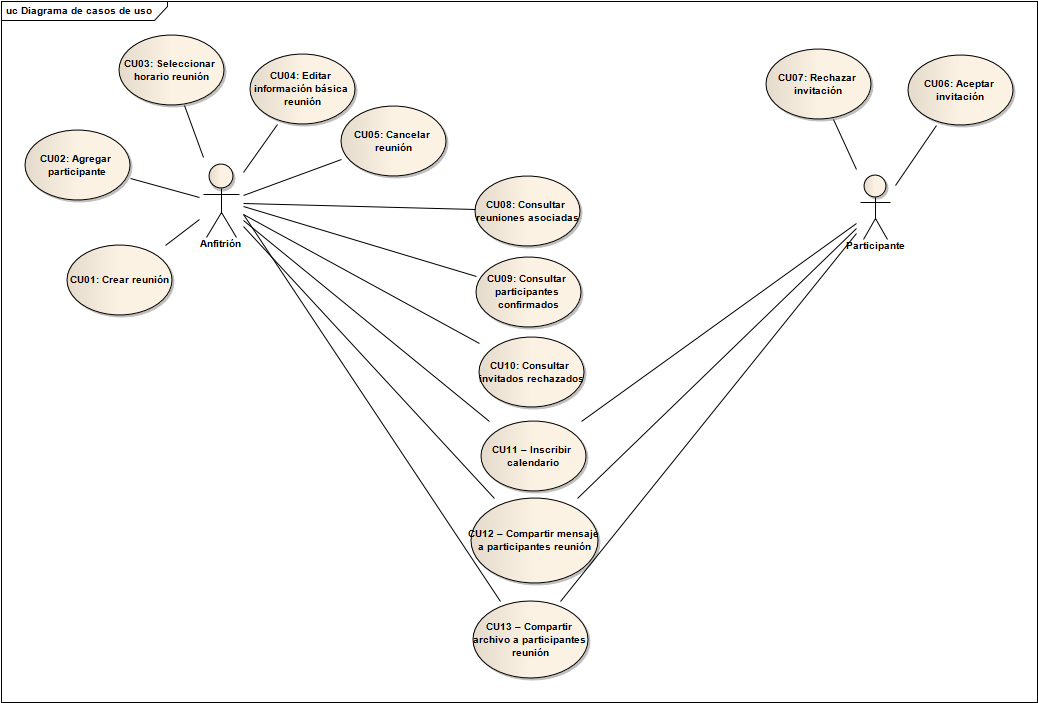 uc Diagrama de casos de uso
CU03: Seleccionar
horario reunión
CU04: Editar
información básica
reunión
CU05: Cancelar
reunión
CU07: Rechazar
invitación
CU06: Aceptar
invitación
CU02: Agregar
participante
Anfitrión
CU01: Crear reunión
CU08: Consultar
reuniones asociadas
Participante
CU09: Consultar
participantes
confirmados
CU10: Consultar
invitados rechazados
CU11 – Inscribir
calendario
CU12 – Compartir mensaje
a participantes reunión
CU13 – Compartir
archivo a participantes
reunión